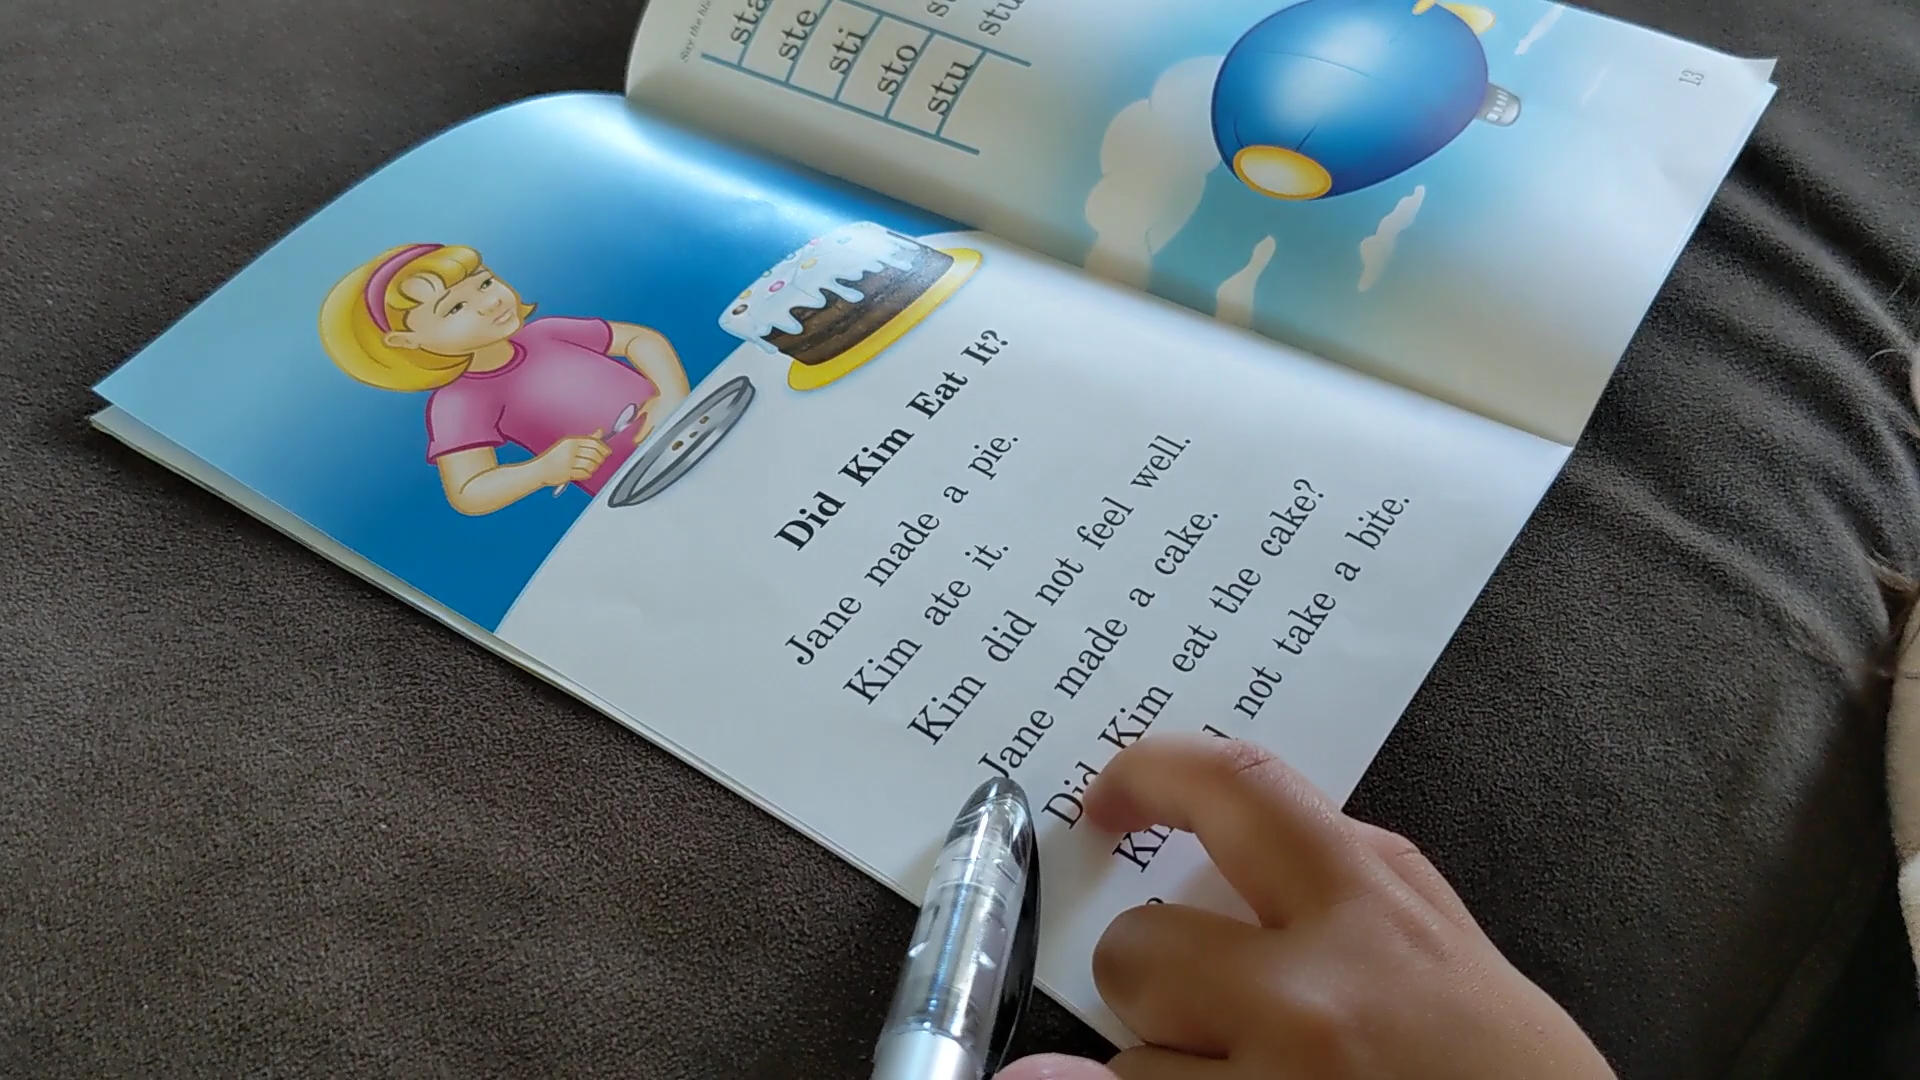 sta
ste
sti
sto
stu
stu
13
Did Kim Eat It?
Jane made a pie.
Kim ate it.
Kim did not feel well.
Jane made a cake.
Did Kim eat the cake?
not take a bite.